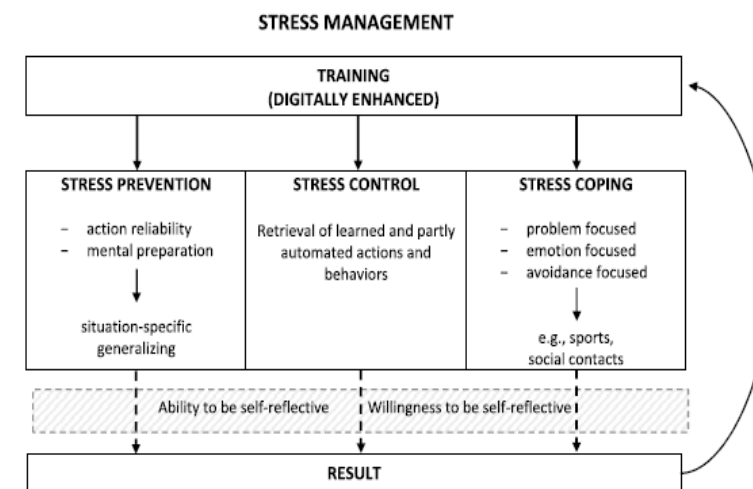 STRESS MANAGEMENT
TRAINING
(DIGITALLY ENHANCED)
STRESS PREVENTION
– action reliability
– mental preparation
situation-specific
generalizing
STRESS CONTROL
Retrieval of learned and partly
automated actions and
behaviors
STRESS COPING
– problem focused
– emotion focused
– avoidance focused
e.g., sports,
social contacts
Ability to be self-reflective
Willingness to be self-reflective
RESULT